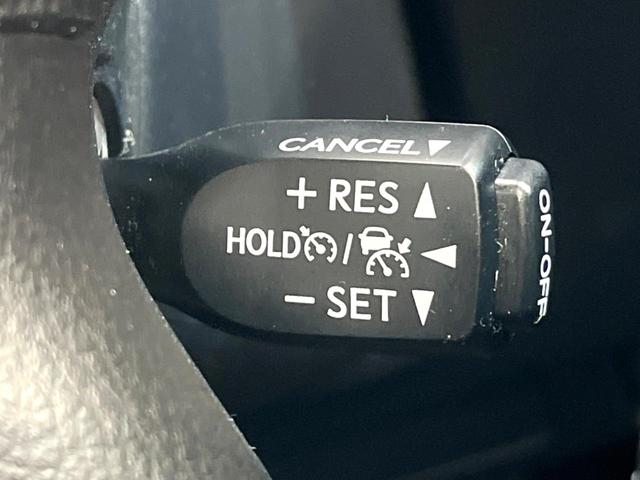 CANCEL▼
+ RES ▲
HOLD / ◀
− SET ▼
ON-OFF